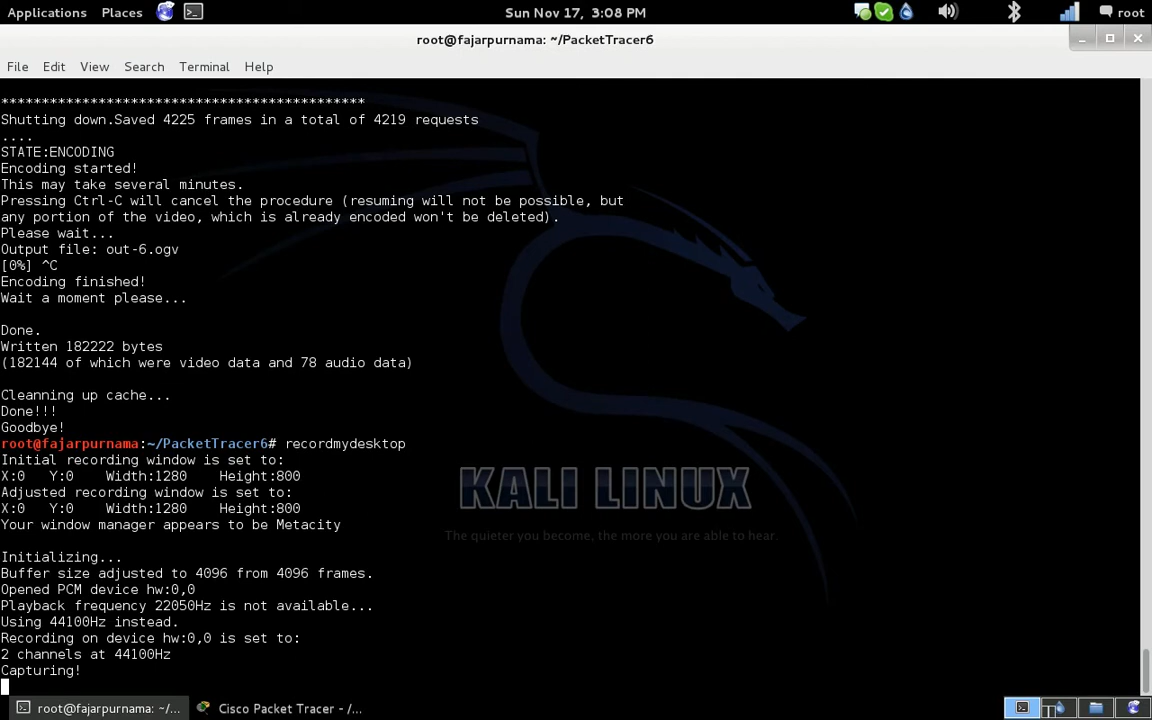 Applications Places Sun Nov 17, 3:08 PM root
root@fajarpurnama: ~/PacketTracer6
File Edit View Search Terminal Help
*********************************************
Shutting down.Saved 4225 frames in a total of 4219 requests
....
STATE:ENCODING
Encoding started!
This may take several minutes.
Pressing Ctrl-C will cancel the procedure (resuming will not be possible, but
any portion of the video, which is already encoded won't be deleted).
Please wait...
Output file: out-6.ogv
[0%] ^C
Encoding finished!
Wait a moment please...
Done.
Written 182222 bytes
(182144 of which were video data and 78 audio data)
Cleanning up cache...
Done!!!
Goodbye!
root@fajarpurnama:~/PacketTracer6# recordmydesktop
Initial recording window is set to:
X:0 Y:0 Width:1280 Height:800
Adjusted recording window is set to:
X:0 Y:0 Width:1280 Height:800
Your window manager appears to be Metacity
Initializing...
Buffer size adjusted to 4096 from 4096 frames.
Opened PCM device hw:0,0
Playback frequency 22050Hz is not available...
Using 44100Hz instead.
Recording on device hw:0,0 is set to:
2 channels at 44100Hz
Capturing!
KALI LINUX
The quieter you become, the more you are able to hear.
root@fajarpurnama: ~/... Cisco Packet Tracer - /...